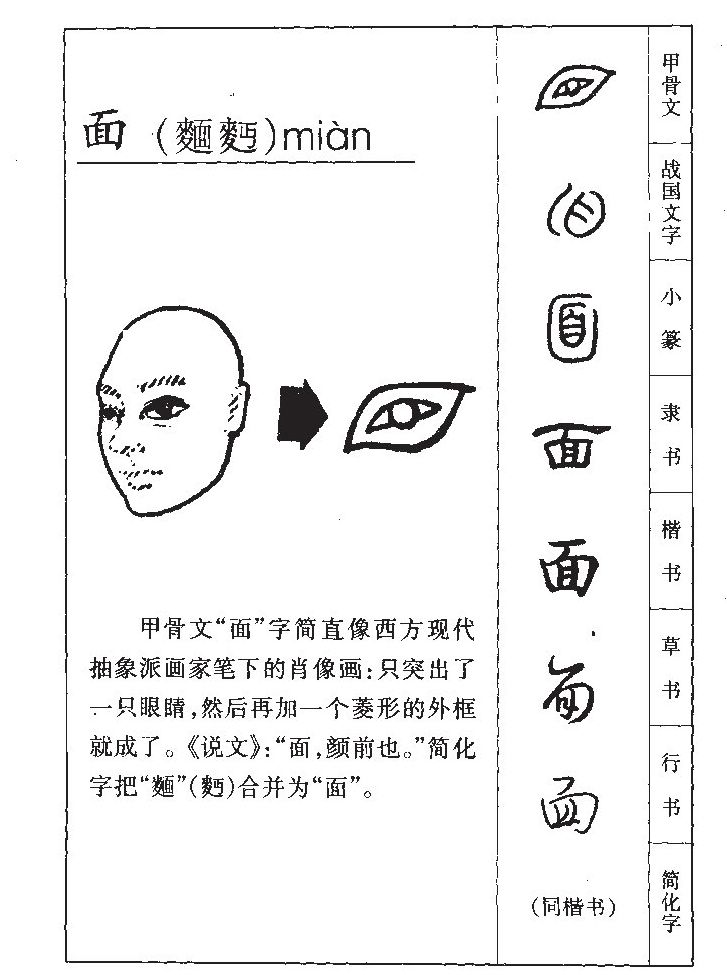 面（麵麪）miàn
甲骨文“面”字简直像西方现代
抽象派画家笔下的肖像画：只突出了
一只眼睛，然后再加一个菱形的外框
就成了。《说文》：“面，颜前也。”简化
字把“麵”（麪）合并为“面”。
甲骨文
战国文字
小篆
隶书
面
楷书
面
草书
行书
面
简化字
（同楷书）